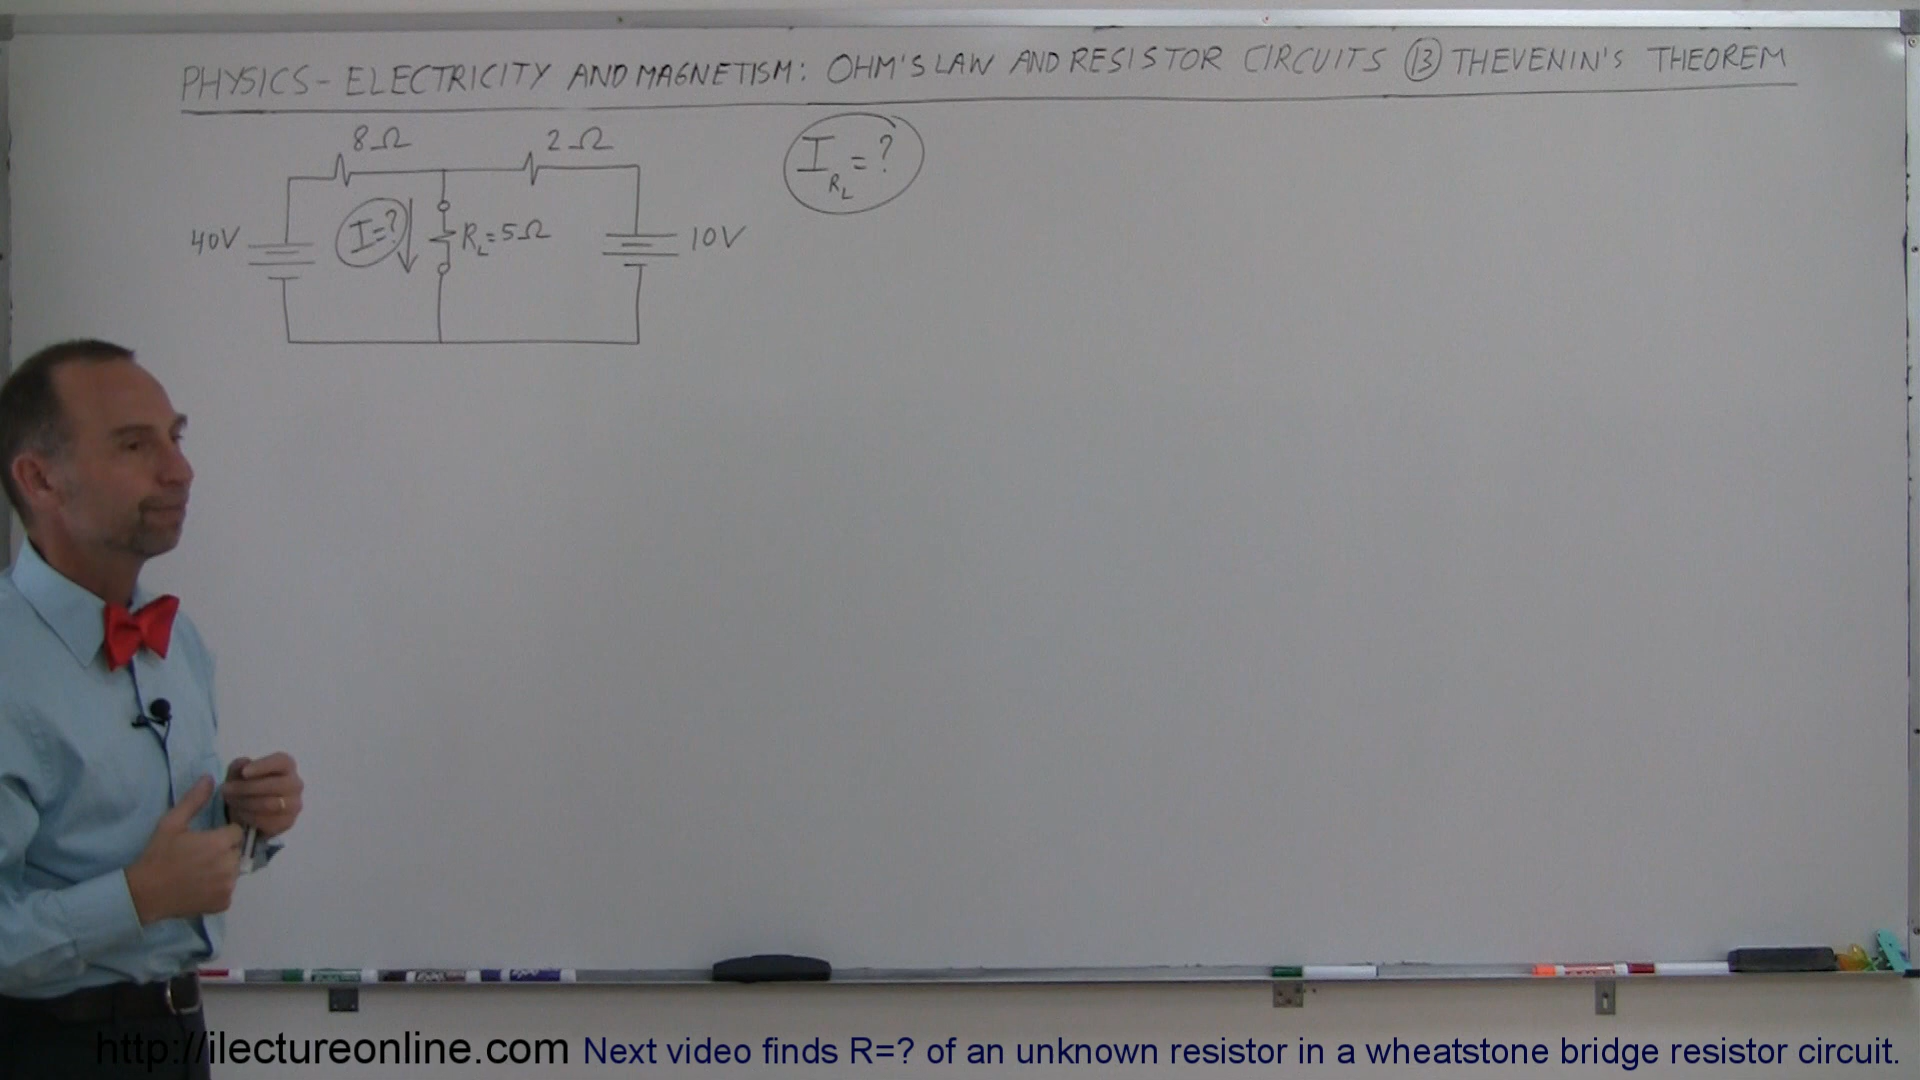 PHYSICS - ELECTRICITY AND MAGNETISM: OHM'S LAW AND RESISTOR CIRCUITS ⑬ THEVENIN'S THEOREM
8Ω 2Ω
I_RL = ?
40V I=? R_L=5Ω 10V
http://ilectureonline.com Next video finds R=? of an unknown resistor in a wheatstone bridge resistor circuit.